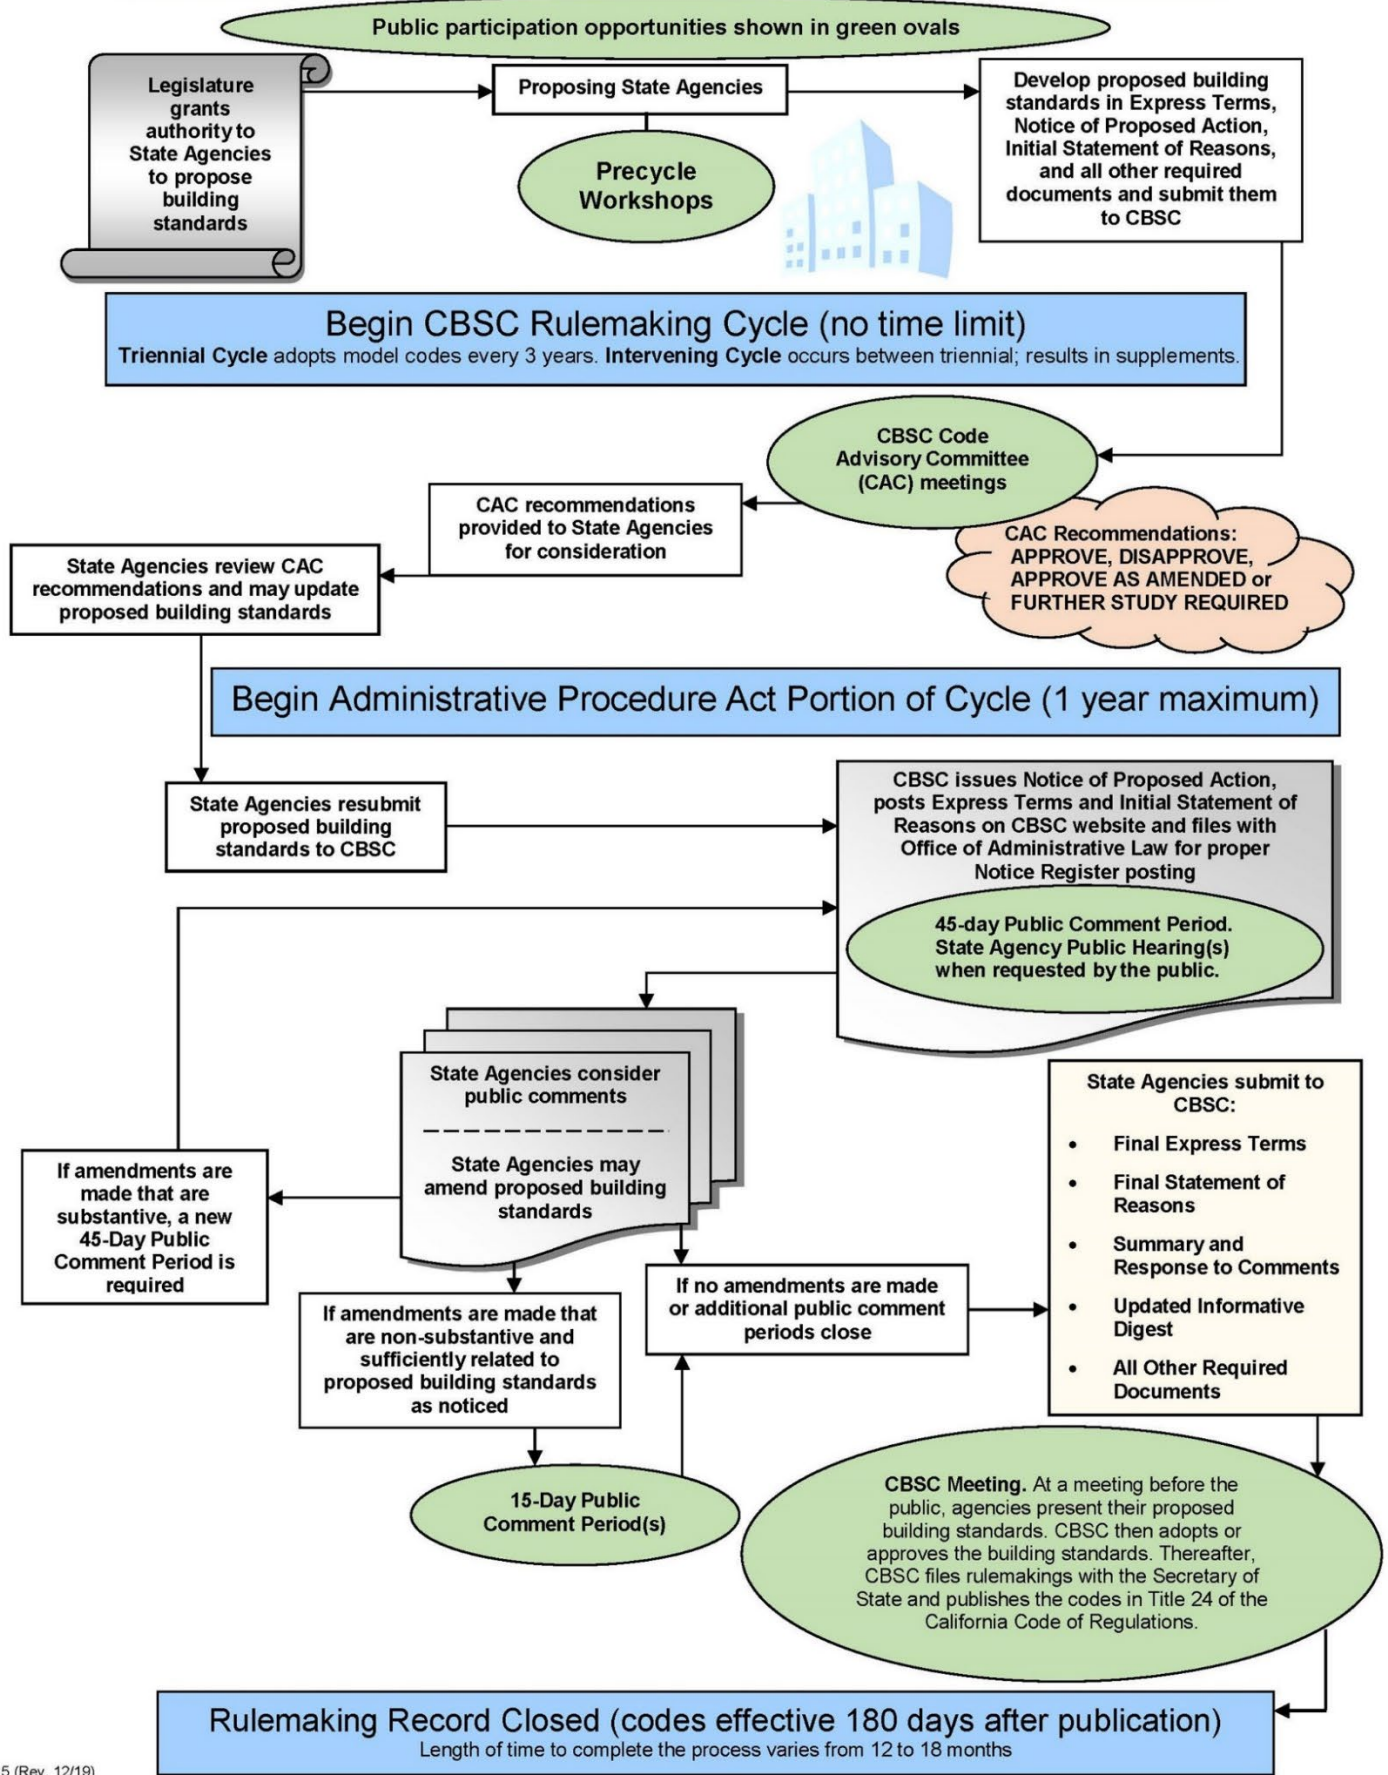 Public participation opportunities shown in green ovals
Legislature
grants
authority to
State Agencies
to propose
building
standards
Proposing State Agencies
Precycle
Workshops
Develop proposed building
standards in Express Terms,
Notice of Proposed Action,
Initial Statement of Reasons,
and all other required
documents and submit them
to CBSC
Begin CBSC Rulemaking Cycle (no time limit)
Triennial Cycle adopts model codes every 3 years. Intervening Cycle occurs between triennial; results in supplements.
CBSC Code
Advisory Committee
(CAC) meetings
CAC Recommendations:
APPROVE, DISAPPROVE,
APPROVE AS AMENDED or
FURTHER STUDY REQUIRED
CAC recommendations
provided to State Agencies
for consideration
State Agencies review CAC
recommendations and may update
proposed building standards
Begin Administrative Procedure Act Portion of Cycle (1 year maximum)
State Agencies resubmit
proposed building
standards to CBSC
CBSC issues Notice of Proposed Action,
posts Express Terms and Initial Statement of
Reasons on CBSC website and files with
Office of Administrative Law for proper
Notice Register posting
45-day Public Comment Period.
State Agency Public Hearing(s)
when requested by the public.
State Agencies consider
public comments
State Agencies may
amend proposed building
standards
If amendments are
made that are
substantive, a new
45-Day Public
Comment Period is
required
If amendments are made that
are non-substantive and
sufficiently related to
proposed building standards
as noticed
15-Day Public
Comment Period(s)
If no amendments are made
or additional public comment
periods close
State Agencies submit to
CBSC:
• Final Express Terms
• Final Statement of
Reasons
• Summary and
Response to Comments
• Updated Informative
Digest
• All Other Required
Documents
CBSC Meeting. At a meeting before the
public, agencies present their proposed
building standards. CBSC then adopts or
approves the building standards. Thereafter,
CBSC files rulemakings with the Secretary of
State and publishes the codes in Title 24 of the
California Code of Regulations.
Rulemaking Record Closed (codes effective 180 days after publication)
Length of time to complete the process varies from 12 to 18 months
5 (Rev. 12/19)